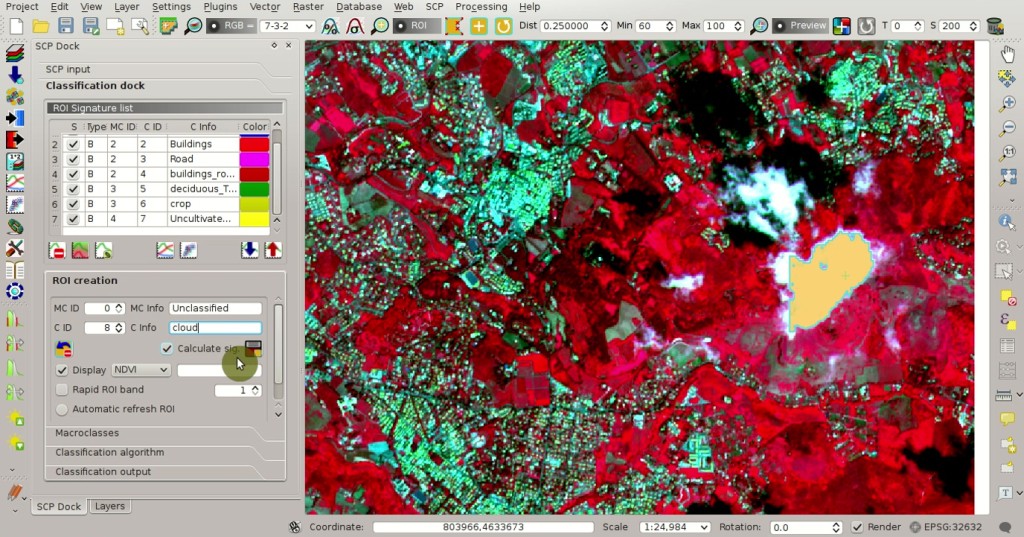 Project Edit View Layer Settings Plugins Vector Raster Database Web SCP Processing Help
RGB = 7-3-2 ROI Dist 0.250000 Min 60 Max 100 Preview T 0 S 200
SCP Dock
SCP input
Classification dock
ROI Signature list
S Type MC ID C ID C Info Color
2 B 2 2 Buildings
3 B 2 3 Road
4 B 2 4 buildings_ro...
5 B 3 5 deciduous_T...
6 B 3 6 crop
7 B 4 7 Uncultivate...
ROI creation
MC ID 0 MC Info Unclassified
C ID 8 C Info cloud
Calculate sig
Display NDVI
Rapid ROI band 1
Automatic refresh ROI
Macroclasses
Classification algorithm
Classification output
SCP Dock Layers
Coordinate: 803966,4633673 Scale 1:24,984 Rotation: 0.0 Render EPSG:32632